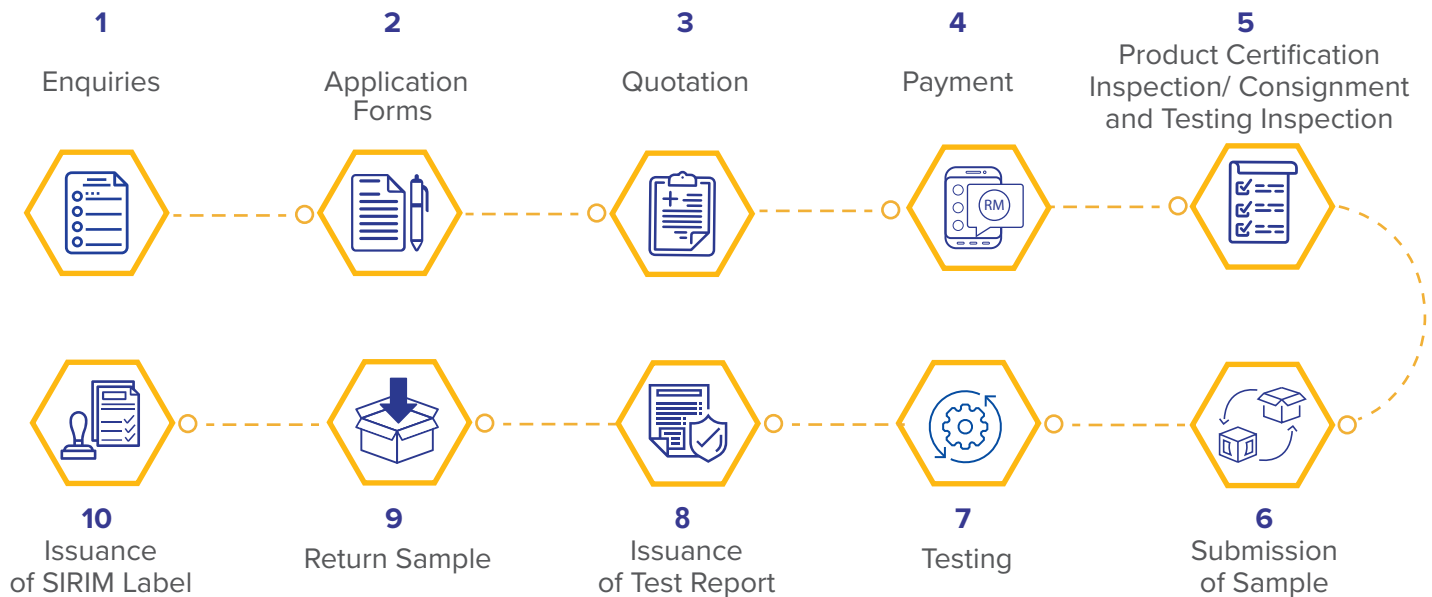 1
Enquiries
2
Application
Forms
3
Quotation
4
Payment
RM
5
Product Certification
Inspection/ Consignment
and Testing Inspection
10
Issuance
of SIRIM Label
9
Return Sample
8
Issuance
of Test Report
7
Testing
6
Submission
of Sample